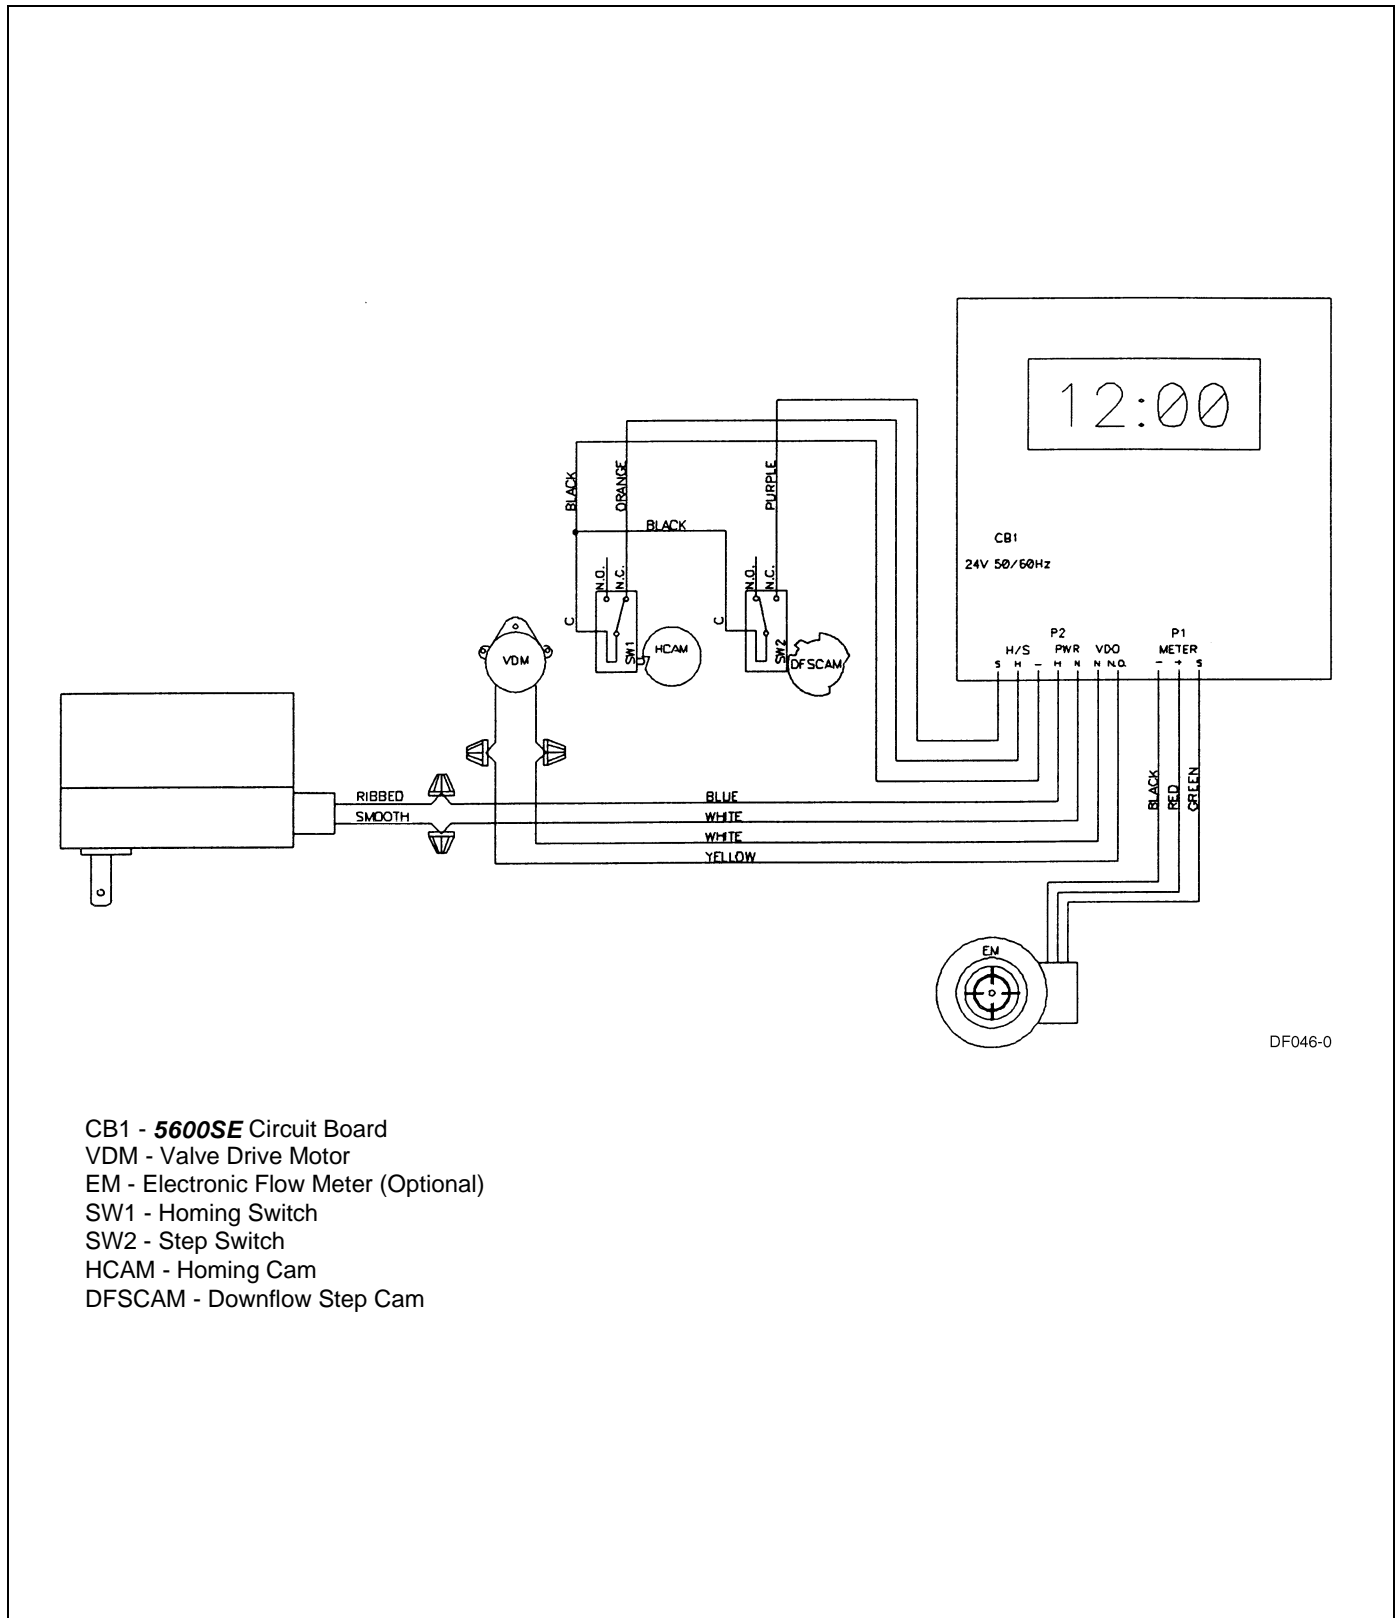 12:00
BLACK
ORANGE
PURPLE
BLACK
CB1
24V 50/60Hz
N.O.
N.C.
N.O.
N.C.
C
C
SW1
HCAM
SW2
DFSCAM
VDM
P2
P1
H/S
PWR
VDO
METER
S H – H N N N.O. – + S
RIBBED
SMOOTH
BLUE
WHITE
WHITE
YELLOW
BLACK
RED
GREEN
EM
DF046-0
CB1 - 5600SE Circuit Board
VDM - Valve Drive Motor
EM - Electronic Flow Meter (Optional)
SW1 - Homing Switch
SW2 - Step Switch
HCAM - Homing Cam
DFSCAM - Downflow Step Cam